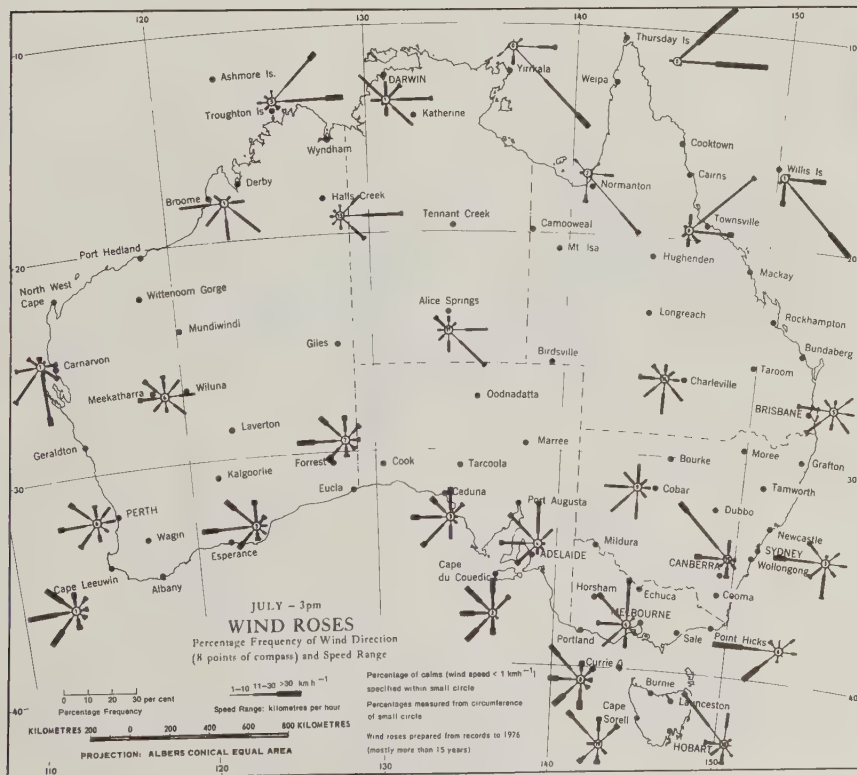 120
130
140
150
10
Thursday Is
Ashmore Is.
DARWIN
Yirrkala
Weipa
Troughton Is
Katherine
Wyndham
Cooktown
Derby
Willis Is
Normanton
Cairns
Broome
Halls Creek
Tennant Creek
Camooweal
Townsville
Mt Isa
Port Hedland
Hughenden
20
Mackay
North West
Cape
Wittenoom Gorge
Alice Springs
Longreach
Rockhampton
Mundiwindi
Giles
Birdsville
Bundaberg
Carnarvon
Taroom
Meekatharra
Wiluna
Charleville
Oodnadatta
BRISBANE
Laverton
Marree
Geraldton
Forrest
Cook
Tarcoola
Bourke
Moree
Grafton
Kalgoorlie
30
Eucla
Ceduna
Port Augusta
Cobar
Tamworth
PERTH
Dubbo
Wagin
Esperance
Newcastle
Mildura
SYDNEY
ADELAIDE
Cape
du Couedic
CANBERRA
Wollongong
Cape Leeuwin
Albany
Horsham
Echuca
Cooma
MELBOURNE
Portland
Sale
Point Hicks
JULY – 3pm
WIND ROSES
Percentage Frequency of Wind Direction
(8 points of compass) and Speed Range
Currie
Burnie
Launceston
Cape
Sorell
HOBART
40
0 10 20 30 per cent
Percentage Frequency
1–10 11–30 >30 km h⁻¹
Speed Range: kilometres per hour
Percentage of calms (wind speed < 1 kmh⁻¹)
specified within small circle
Percentages measured from circumference
of small circle
Wind roses prepared from records to 1976
(mostly more than 15 years)
KILOMETRES 200 0 200 400 600 800 KILOMETRES
PROJECTION: ALBERS CONICAL EQUAL AREA
110
130
140
150